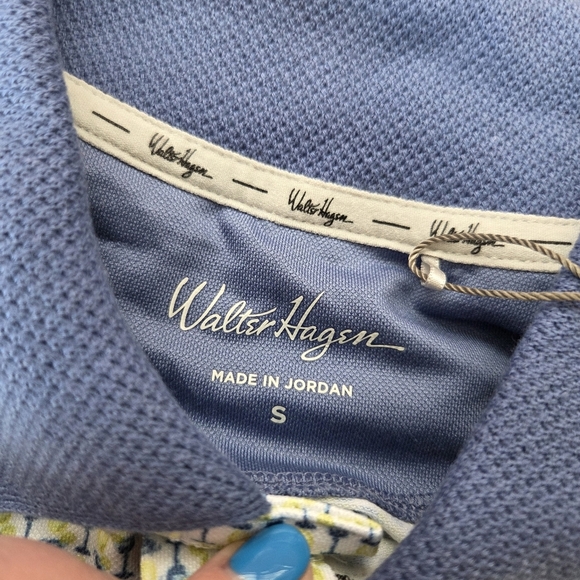 Walter Hagen — Walter Hagen — Walter Hagen
Walter Hagen
MADE IN JORDAN
S